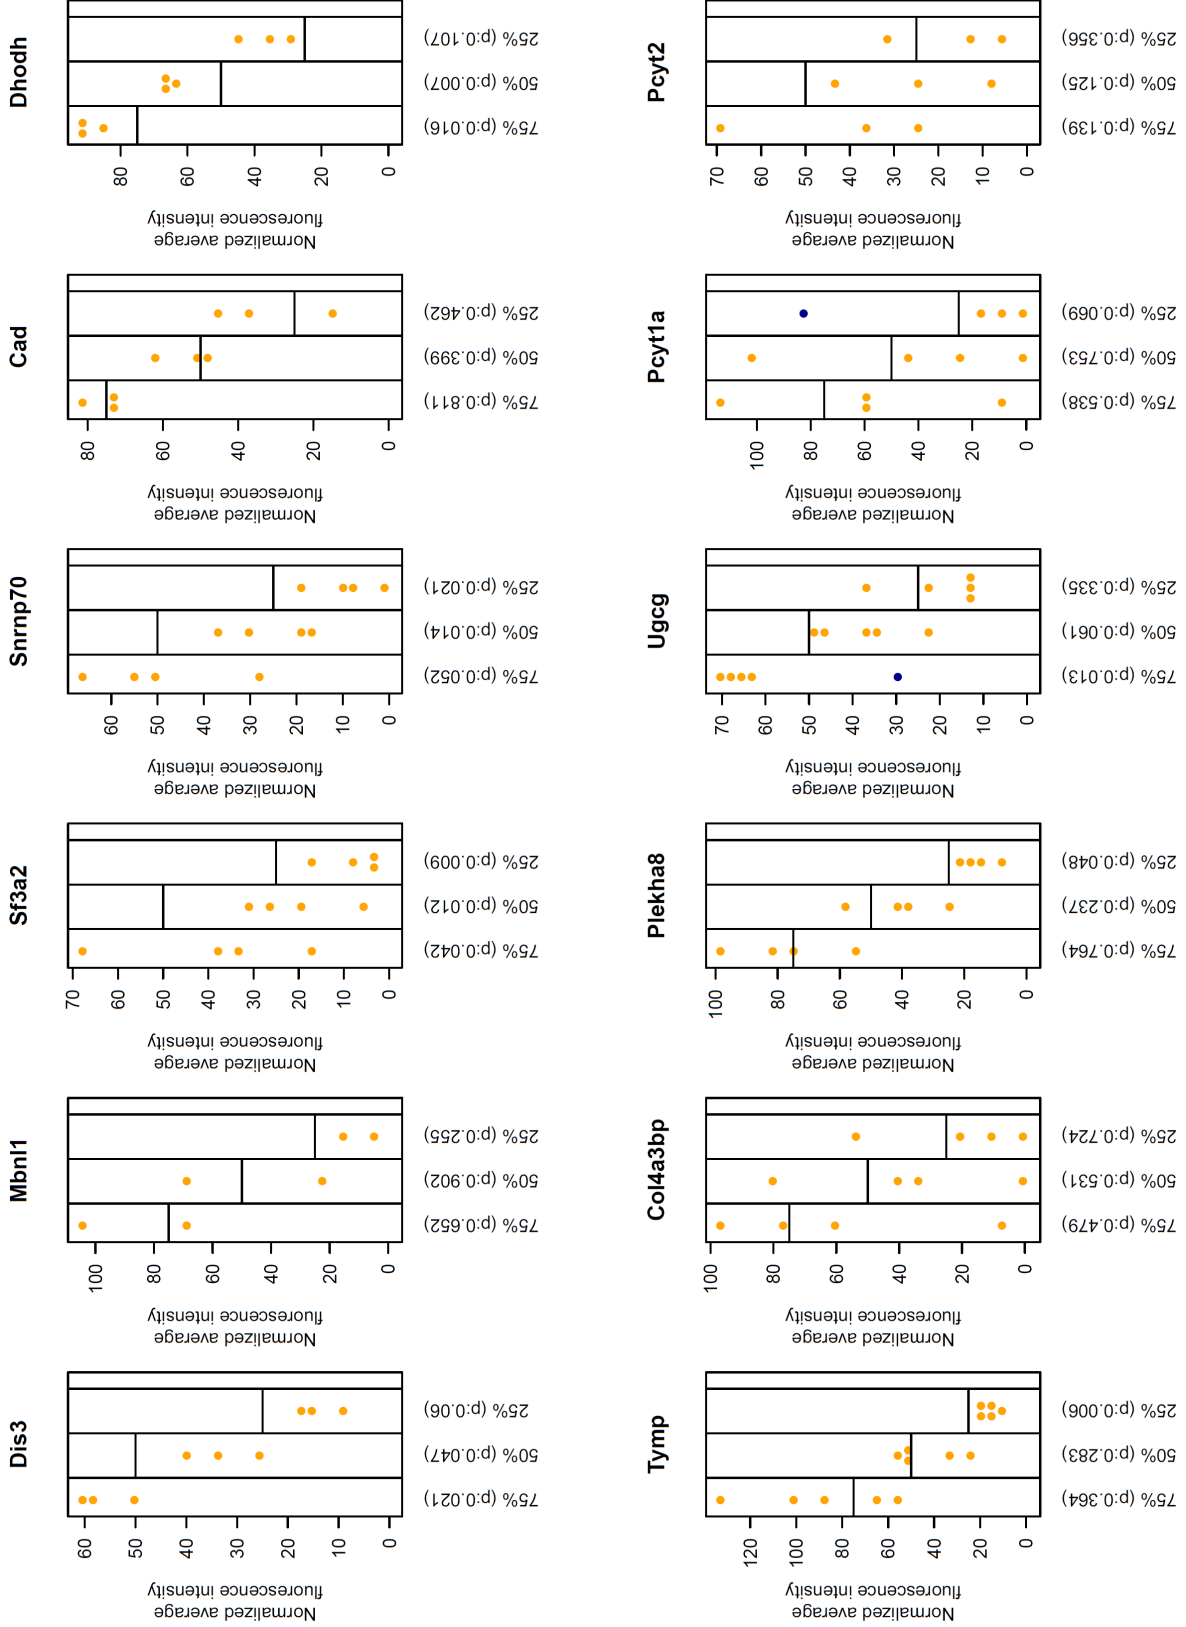 Dis3
Normalized average
fluorescence intensity
0
10
20
30
40
50
60
75% (p:0.021)
50% (p:0.047)
25% (p:0.06)
Mbnl1
Normalized average
fluorescence intensity
0
20
40
60
80
100
75% (p:0.652)
50% (p:0.902)
25% (p:0.255)
Sf3a2
Normalized average
fluorescence intensity
0
10
20
30
40
50
60
70
75% (p:0.042)
50% (p:0.012)
25% (p:0.009)
Snrnp70
Normalized average
fluorescence intensity
0
10
20
30
40
50
60
75% (p:0.052)
50% (p:0.014)
25% (p:0.021)
Cad
Normalized average
fluorescence intensity
0
20
40
60
80
75% (p:0.811)
50% (p:0.399)
25% (p:0.462)
Dhodh
Normalized average
fluorescence intensity
0
20
40
60
80
75% (p:0.016)
50% (p:0.007)
25% (p:0.107)
Tymp
Normalized average
fluorescence intensity
0
20
40
60
80
100
120
75% (p:0.364)
50% (p:0.283)
25% (p:0.006)
Col4a3bp
Normalized average
fluorescence intensity
0
20
40
60
80
100
75% (p:0.479)
50% (p:0.531)
25% (p:0.724)
Plekha8
Normalized average
fluorescence intensity
0
20
40
60
80
100
75% (p:0.764)
50% (p:0.237)
25% (p:0.048)
Ugcg
Normalized average
fluorescence intensity
0
10
20
30
40
50
60
70
75% (p:0.013)
50% (p:0.061)
25% (p:0.335)
Pcyt1a
Normalized average
fluorescence intensity
0
20
40
60
80
100
75% (p:0.538)
50% (p:0.753)
25% (p:0.069)
Pcyt2
Normalized average
fluorescence intensity
0
10
20
30
40
50
60
70
75% (p:0.139)
50% (p:0.125)
25% (p:0.356)